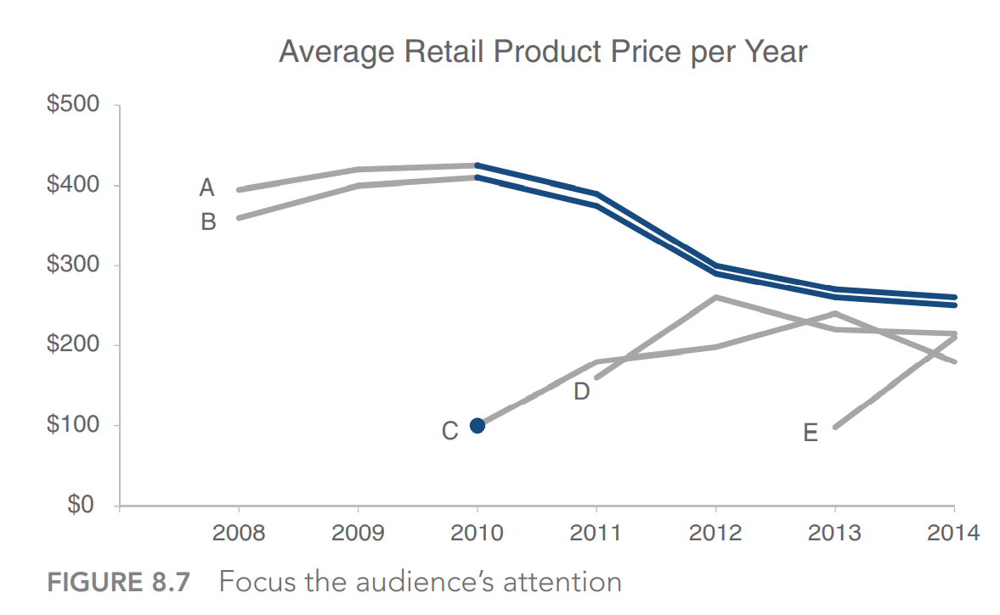 Average Retail Product Price per Year
$500
$400
$300
$200
$100
$0
A
B
C
D
E
2008 2009 2010 2011 2012 2013 2014
FIGURE 8.7 Focus the audience’s attention